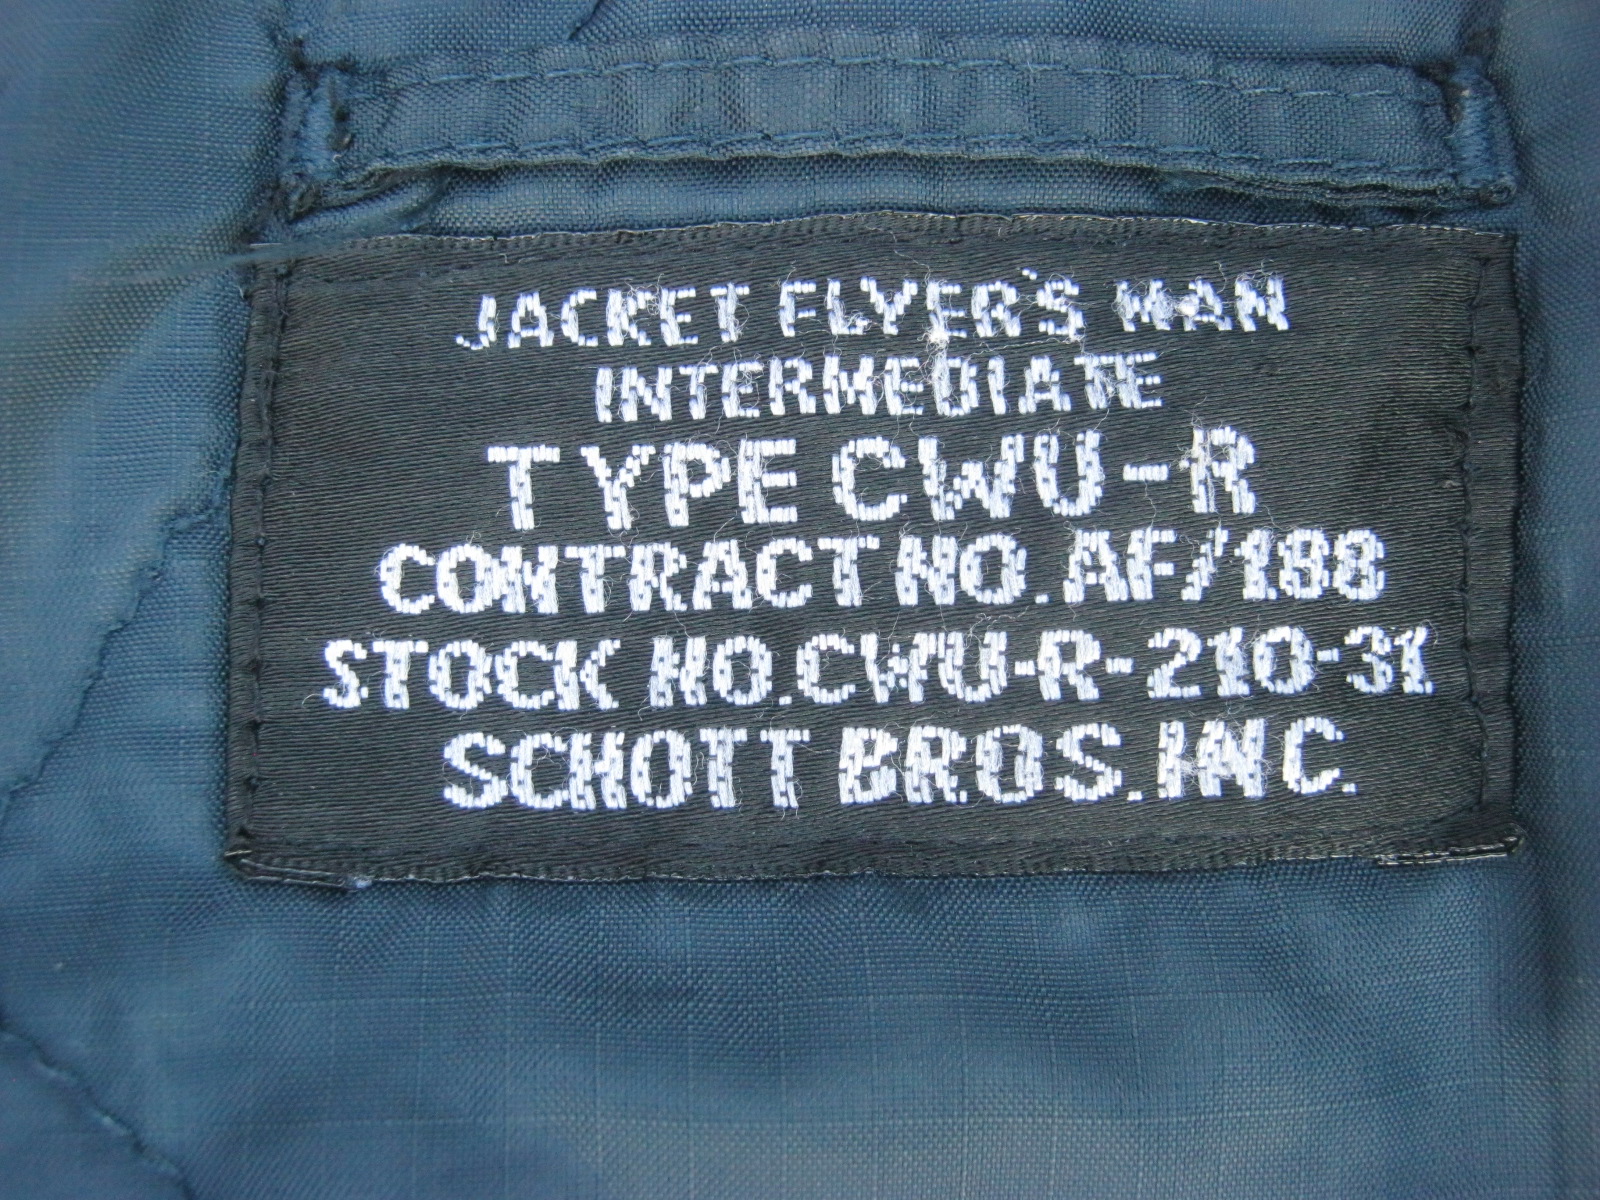 JACKET FLYER'S MAN
INTERMEDIATE
TYPE CWU-R
CONTRACT NO. AF/188
STOCK NO. CWU-R-210-31
SCHOTT BROS. INC.